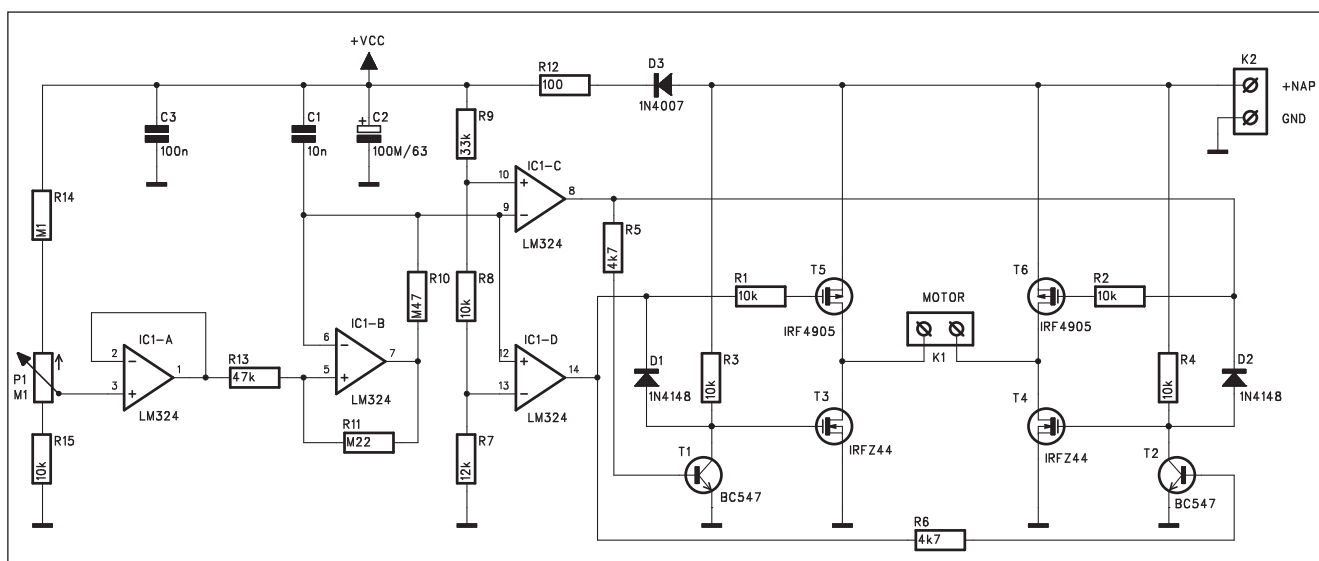 +VCC
R12
100
D3
1N4007
K2
+NAP
GND
C3
100n
C1
10n
+
C2
100M/63
R9
33k
IC1-C
10
+
9
−
8
LM324
R14
M1
R5
4k7
R10
M47
R8
10k
R1
10k
T5
IRF4905
MOTOR
K1
T6
IRF4905
R2
10k
IC1-A
2
−
3
+
1
LM324
P1
M1
R13
47k
IC1-B
6
−
5
+
7
LM324
R11
M22
IC1-D
12
+
13
−
14
LM324
D1
1N4148
R3
10k
T3
IRFZ44
T4
IRFZ44
R4
10k
D2
1N4148
R15
10k
R7
12k
T1
BC547
T2
BC547
R6
4k7